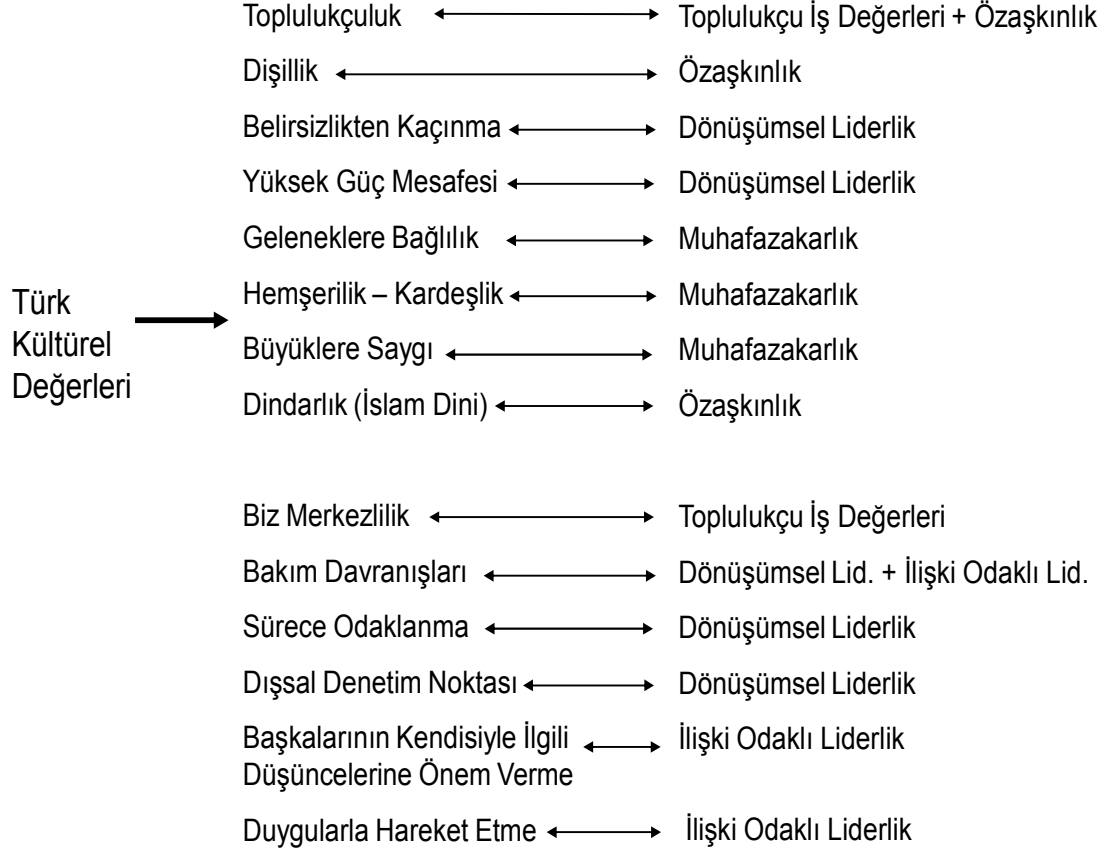 Toplulukçuluk Toplulukçu İş Değerleri + Özaşkınlık
Dişillik Özaşkınlık
Belirsizlikten Kaçınma Dönüşümsel Liderlik
Yüksek Güç Mesafesi Dönüşümsel Liderlik
Geleneklere Bağlılık Muhafazakarlık
Hemşerilik – Kardeşlik Muhafazakarlık
Büyüklere Saygı Muhafazakarlık
Dindarlık (İslam Dini) Özaşkınlık
Türk
Kültürel
Değerleri
Biz Merkezlilik Toplulukçu İş Değerleri
Bakım Davranışları Dönüşümsel Lid. + İlişki Odaklı Lid.
Sürece Odaklanma Dönüşümsel Liderlik
Dışsal Denetim Noktası Dönüşümsel Liderlik
Başkalarının Kendisiyle İlgili İlişki Odaklı Liderlik
Düşüncelerine Önem Verme
Duygularla Hareket Etme İlişki Odaklı Liderlik